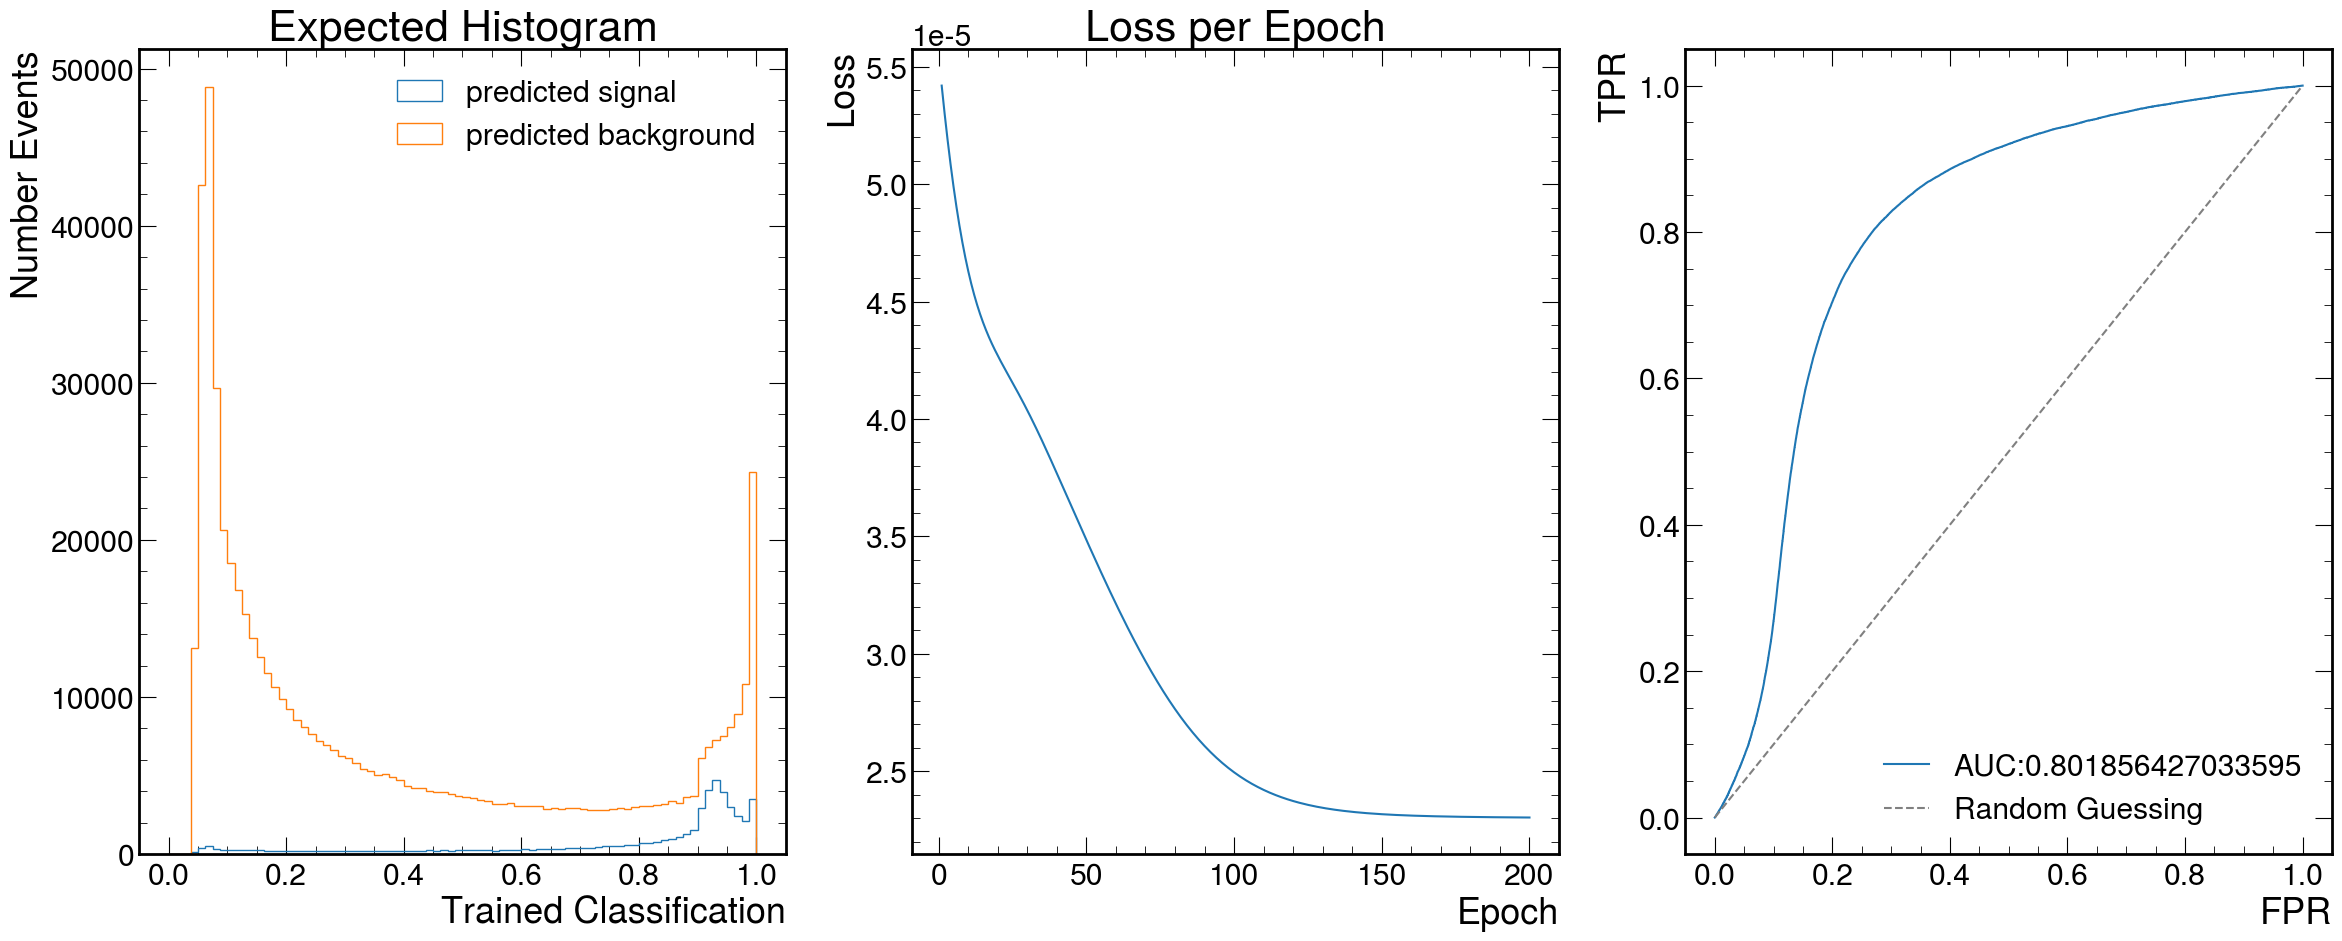 Expected Histogram
Number Events
50000
40000
30000
20000
10000
0
predicted signal
predicted background
0.0 0.2 0.4 0.6 0.8 1.0
Trained Classification
Loss per Epoch
1e-5
Loss
5.5
5.0
4.5
4.0
3.5
3.0
2.5
0 50 100 150 200
Epoch
TPR
1.0
0.8
0.6
0.4
0.2
0.0
AUC:0.801856427033595
Random Guessing
0.0 0.2 0.4 0.6 0.8 1.0
FPR